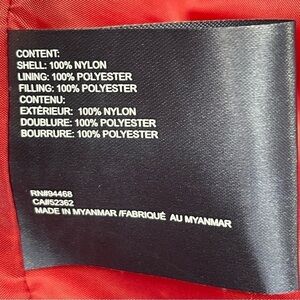 CONTENT:
SHELL: 100% NYLON
LINING: 100% POLYESTER
FILLING: 100% POLYESTER
CONTENU:
EXTÉRIEUR: 100% NYLON
DOUBLURE: 100% POLYESTER
BOURRURE: 100% POLYESTER
RN#94468
CA#52362
MADE IN MYANMAR /FABRIQUÉ AU MYANMAR